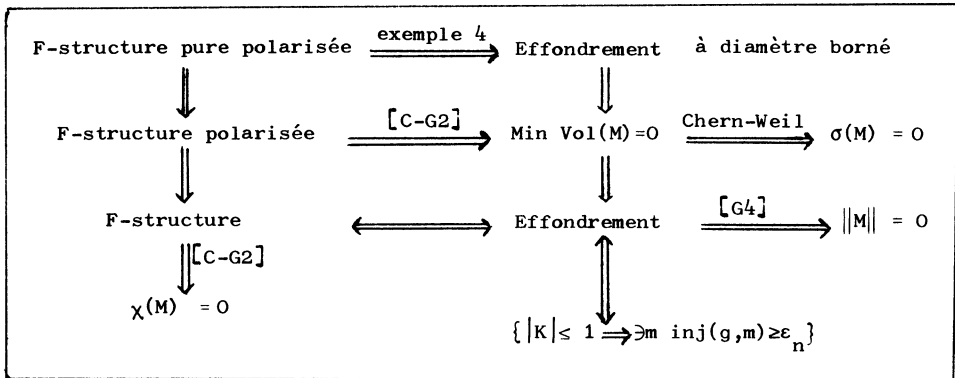 F-structure pure polarisée ⟹ exemple 4 Effondrement à diamètre borné
⇓ ⇓
F-structure polarisée ⟹ [C-G2] Min Vol(M)=0 ⟹ Chern-Weil σ(M) = 0
⇓ ⇓
F-structure ⟺ Effondrement ⟹ [G4] ||M|| = 0
⇓ [C-G2] ⇕
χ(M) = 0
{|K|≤ 1 ⟹ ∃m inj(g,m)≥ε_n}